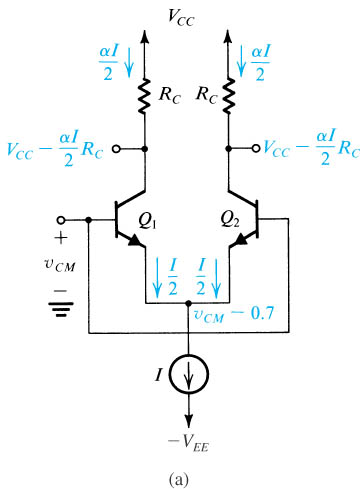 V_CC
αI/2 αI/2
R_C R_C
V_CC − αI/2 R_C V_CC − αI/2 R_C
Q_1 Q_2
+
v_CM
−
I/2 I/2
v_CM − 0.7
I
−V_EE
(a)